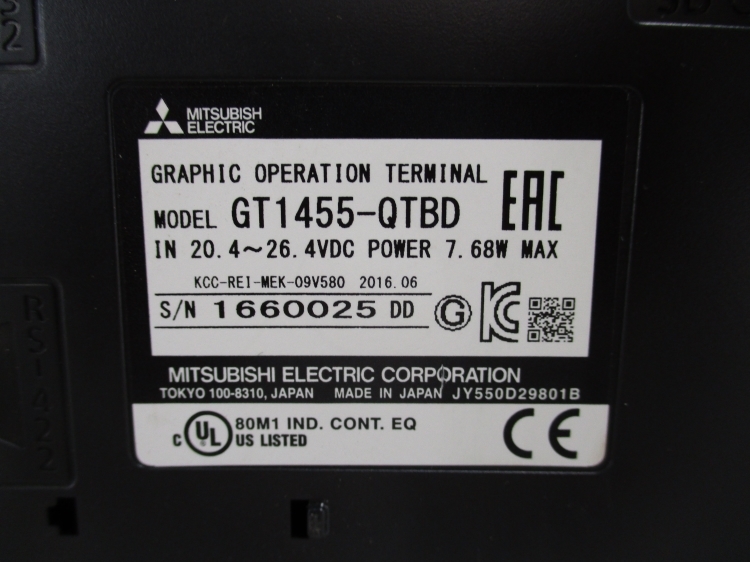 MITSUBISHI
ELECTRIC
GRAPHIC OPERATION TERMINAL
MODEL GT1455-QTBD
EAC
IN 20.4～26.4VDC POWER 7.68W MAX
KCC-REI-MEK-09V580 2016.06
S/N 1660025 DD
G
KC
MITSUBISHI ELECTRIC CORPORATION
TOKYO 100-8310, JAPAN MADE IN JAPAN JY550D29801B
C UL 80M1 IND. CONT. EQ
US LISTED
CE
RS-422